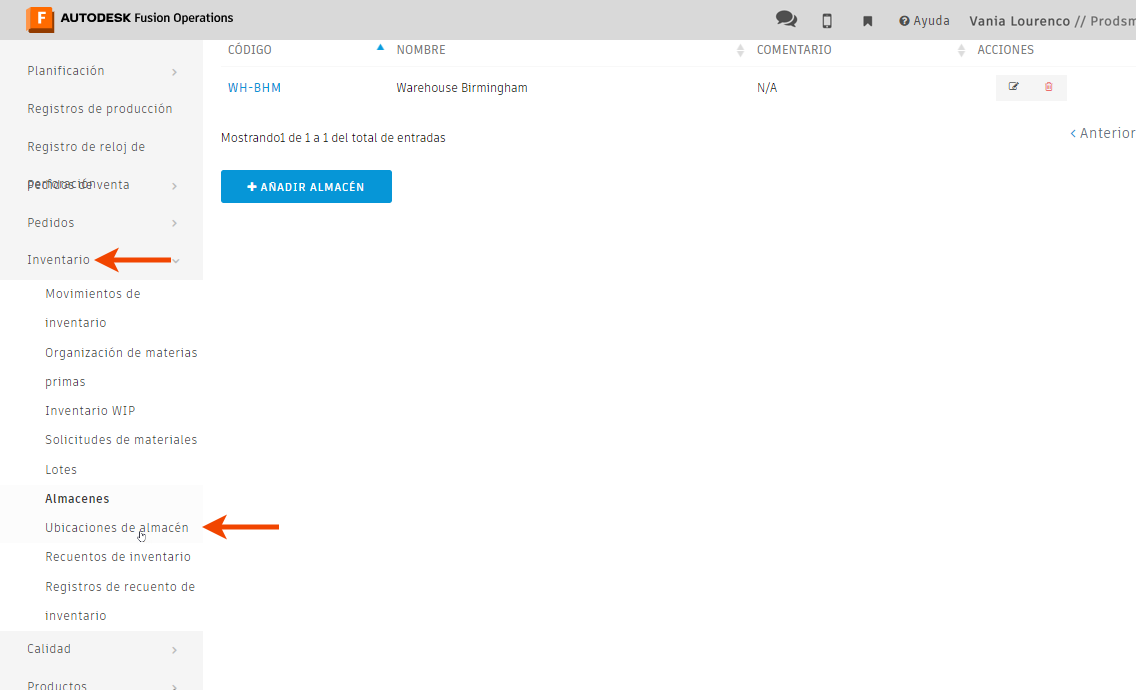 F AUTODESK Fusion Operations
Ayuda
Vania Lourenco // Prodsm
Planificación
Registros de producción
Registro de reloj de
perforación
Pedidos de venta
Pedidos
Inventario
Movimientos de
inventario
Organización de materias
primas
Inventario WIP
Solicitudes de materiales
Lotes
Almacenes
Ubicaciones de almacén
Recuentos de inventario
Registros de recuento de
inventario
Calidad
Productos
CÓDIGO NOMBRE COMENTARIO ACCIONES
WH-BHM Warehouse Birmingham N/A
Mostrando1 de 1 a 1 del total de entradas
Anterior
AÑADIR ALMACÉN